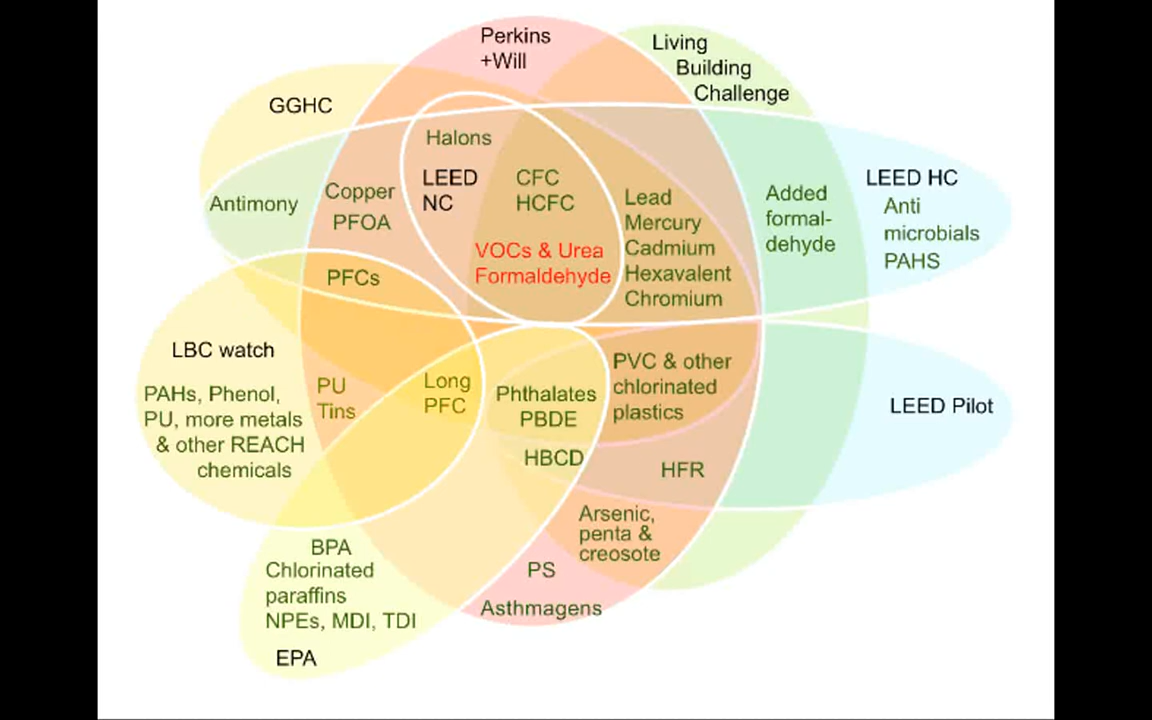 Perkins
+Will
Living
Building
Challenge
GGHC
Halons
LEED
NC
CFC
HCFC
VOCs & Urea
Formaldehyde
Antimony
Copper
PFOA
Lead
Mercury
Cadmium
Hexavalent
Chromium
Added
formal-
dehyde
LEED HC
Anti
microbials
PAHS
PFCs
LBC watch
PAHs, Phenol,
PU, more metals
& other REACH
chemicals
PU
Tins
Long
PFC
Phthalates
PBDE
HBCD
PVC & other
chlorinated
plastics
HFR
LEED Pilot
Arsenic,
penta &
creosote
PS
Asthmagens
BPA
Chlorinated
paraffins
NPEs, MDI, TDI
EPA